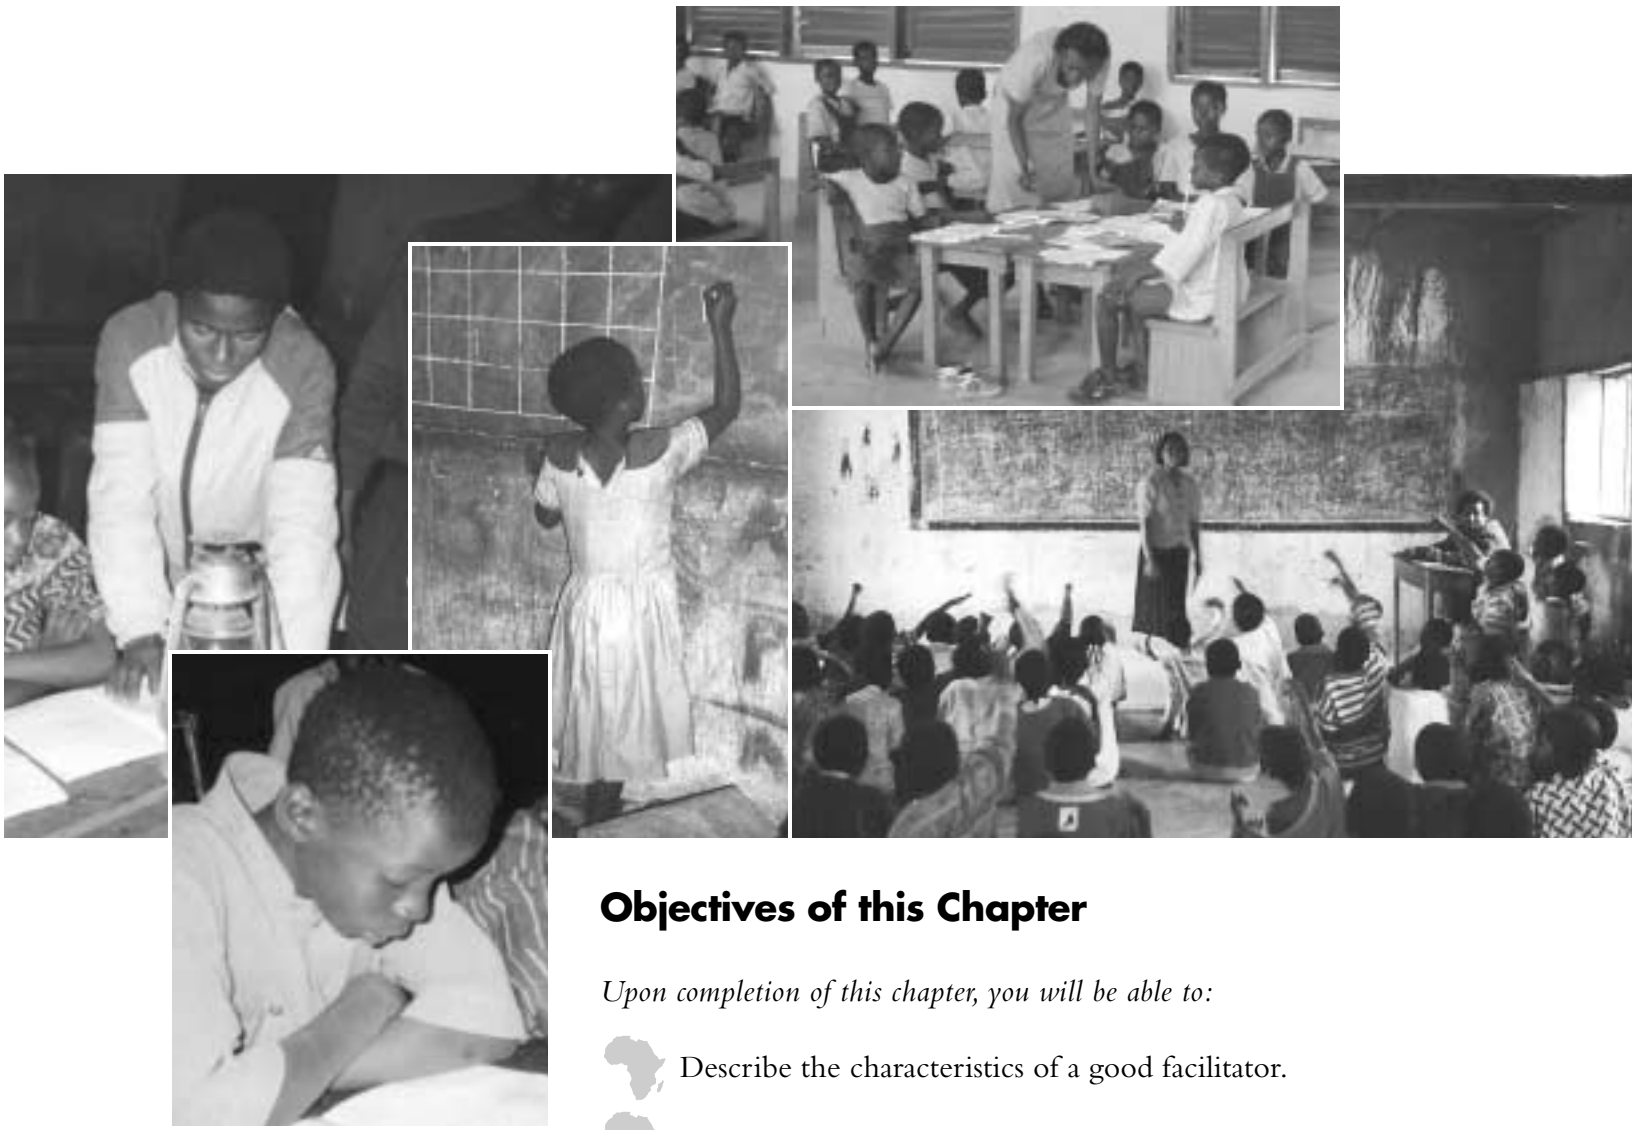 Objectives of this Chapter
Upon completion of this chapter, you will be able to:
Describe the characteristics of a good facilitator.